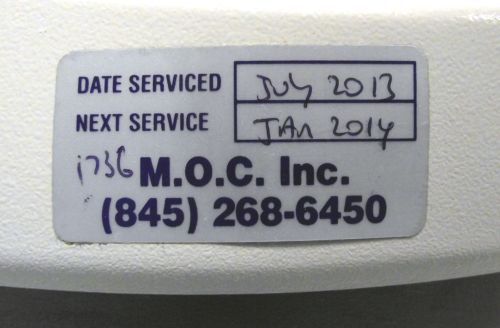 DATE SERVICED July 2013
NEXT SERVICE JAN 2014
1736 M.O.C. Inc.
(845) 268-6450